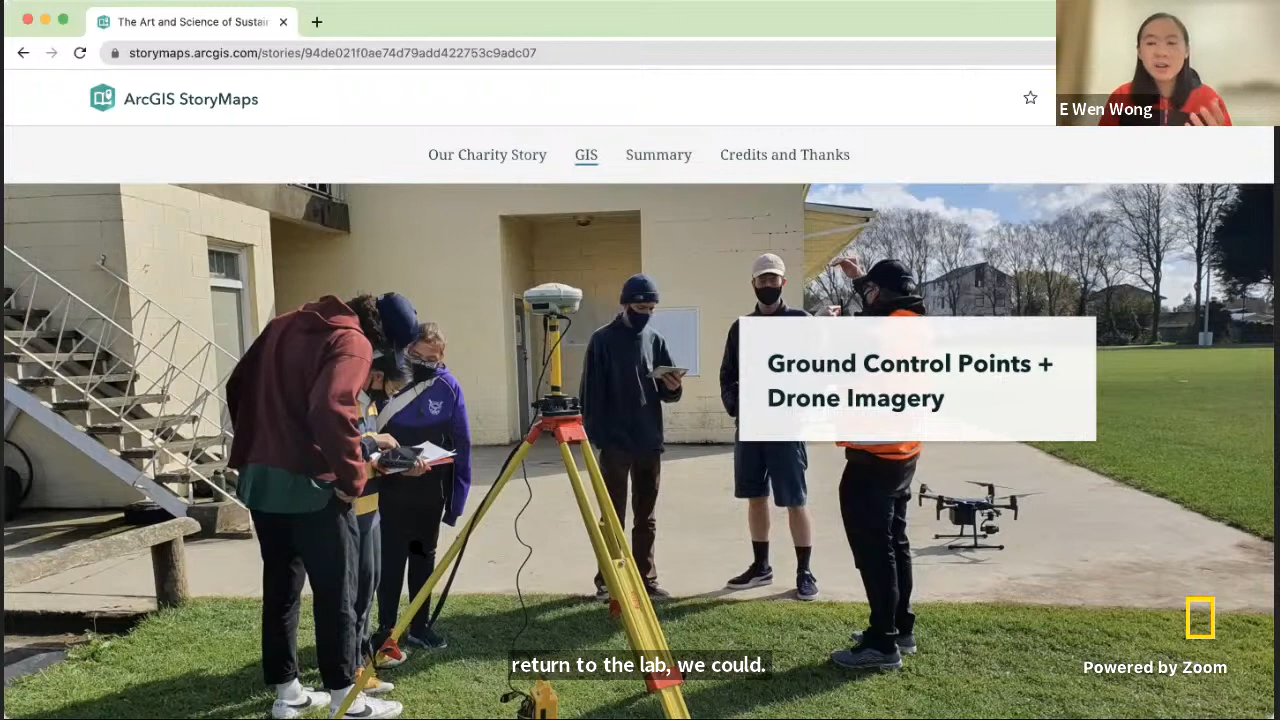 The Art and Science of Sustain
storymaps.arcgis.com/stories/94de021f0ae74d79add422753c9adc07
ArcGIS StoryMaps
E Wen Wong
Our Charity Story GIS Summary Credits and Thanks
Ground Control Points +
Drone Imagery
return to the lab, we could.
Powered by Zoom